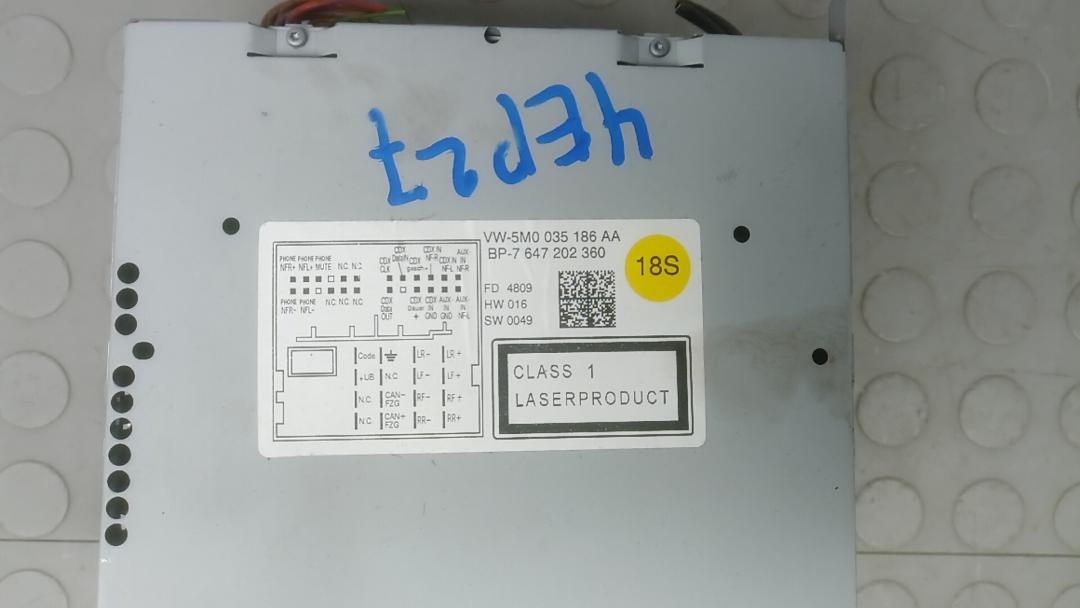 4EP27
VW-5M0 035 186 AA
BP-7 647 202 360
18S
FD 4809
HW 016
SW 0049
PHONE PHONE PHONE
NFR+ NFL+ MUTE N.C. N.C.
PHONE PHONE
NFR- NFL- N.C. N.C. N.C.
CDX CLK
CDX DataIN
CDX gesch+
CDX IN NF-R
CDX IN NF-L
AUX- IN NF-R
CDX Data OUT
CDX Dauer +
CDX IN GND
AUX- IN GND
AUX- IN NF-L
Code LR- LR+
+UB N.C. LF- LF+
N.C. CAN- FZG RF- RF+
N.C. CAN+ FZG RR- RR+
CLASS 1
LASERPRODUCT